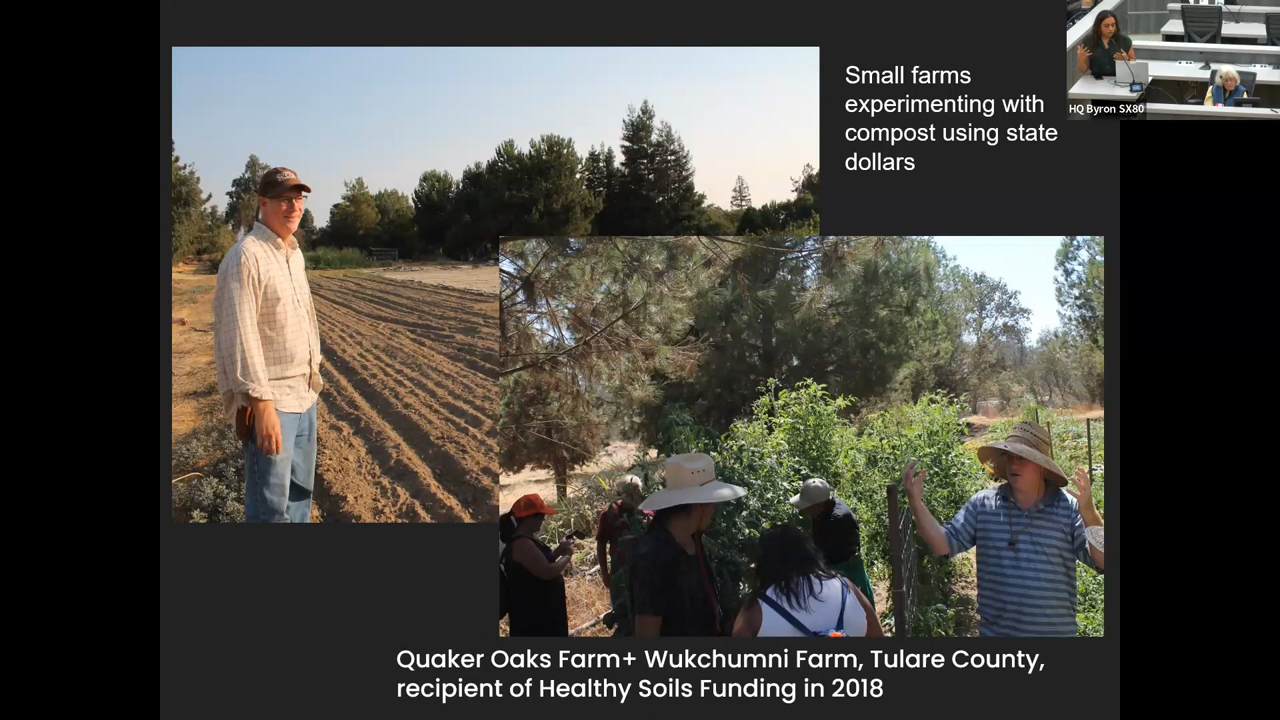 Small farms
experimenting with
compost using state
dollars
HQ Byron SX80
Quaker Oaks Farm+ Wukchumni Farm, Tulare County,
recipient of Healthy Soils Funding in 2018